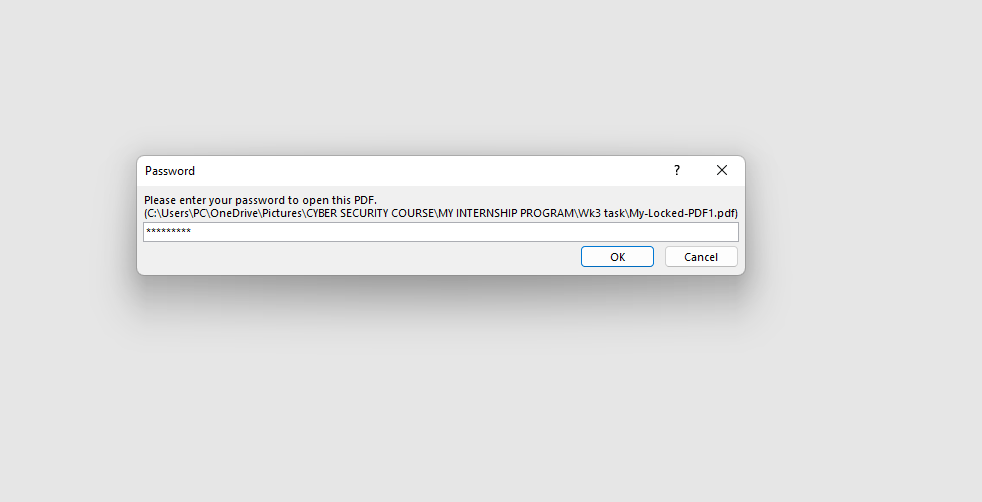 Password
?
Please enter your password to open this PDF.
(C:\Users\PC\OneDrive\Pictures\CYBER SECURITY COURSE\MY INTERNSHIP PROGRAM\Wk3 task\My-Locked-PDF1.pdf)
*********
OK Cancel